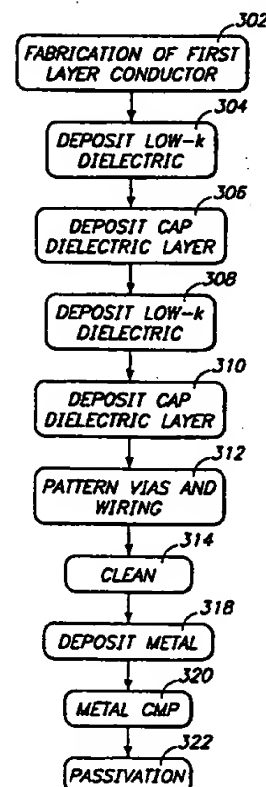 302
FABRICATION OF FIRST
LAYER CONDUCTOR
304
DEPOSIT LOW-k
DIELECTRIC
306
DEPOSIT CAP
DIELECTRIC LAYER
308
DEPOSIT LOW-k
DIELECTRIC
310
DEPOSIT CAP
DIELECTRIC LAYER
312
PATTERN VIAS AND
WIRING
314
CLEAN
318
DEPOSIT METAL
320
METAL CMP
322
PASSIVATION